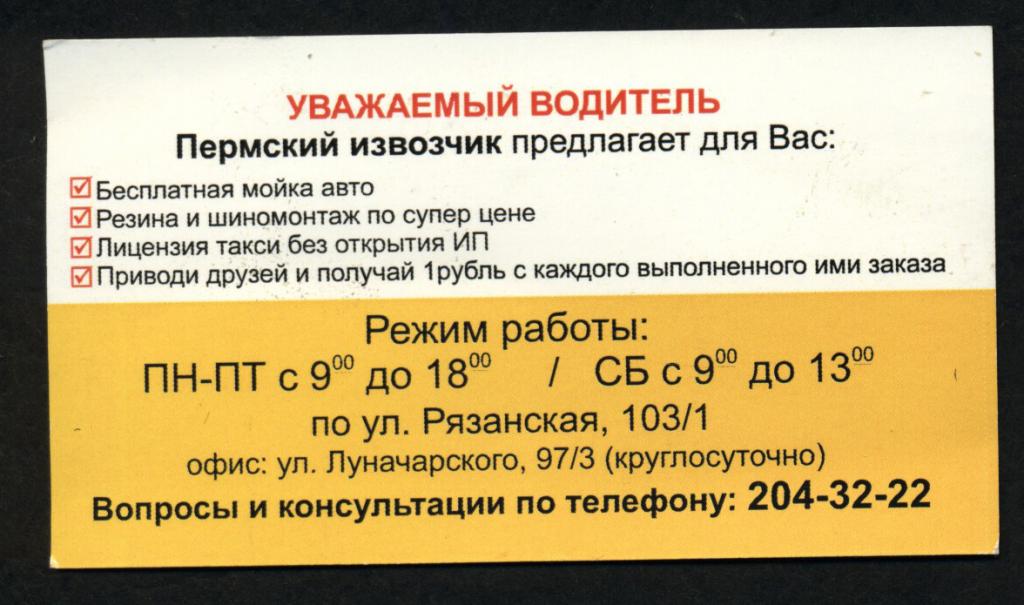 УВАЖАЕМЫЙ ВОДИТЕЛЬ
Пермский извозчик предлагает для Вас:
Бесплатная мойка авто
Резина и шиномонтаж по супер цене
Лицензия такси без открытия ИП
Приводи друзей и получай 1рубль с каждого выполненного ими заказа
Режим работы:
ПН-ПТ с 9⁰⁰ до 18⁰⁰ / СБ с 9⁰⁰ до 13⁰⁰
по ул. Рязанская, 103/1
офис: ул. Луначарского, 97/3 (круглосуточно)
Вопросы и консультации по телефону: 204-32-22